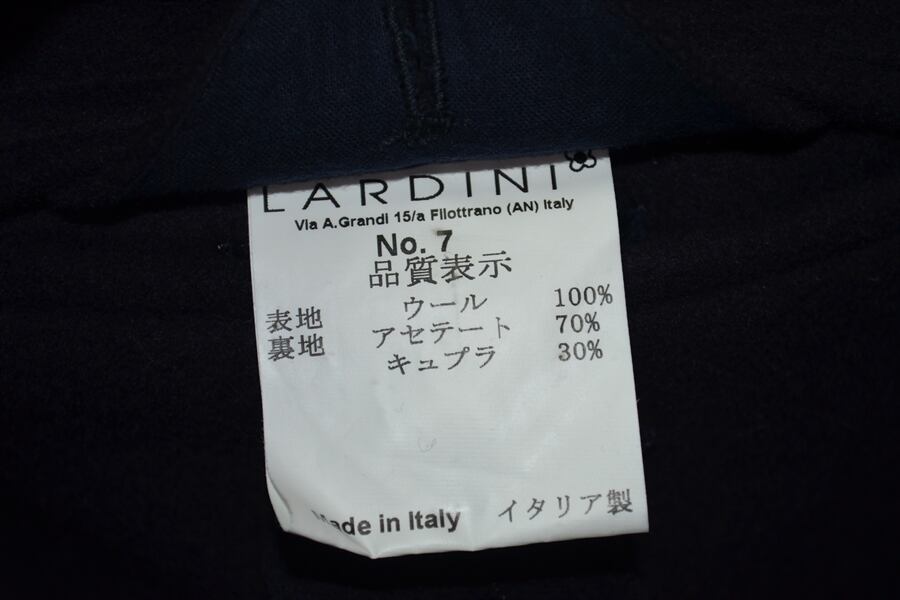 LARDINI
Via A.Grandi 15/a Filottrano (AN) Italy
No. 7
品質表示
表地 ウール 100%
裏地 アセテート 70%
キュプラ 30%
Made in Italy イタリア製